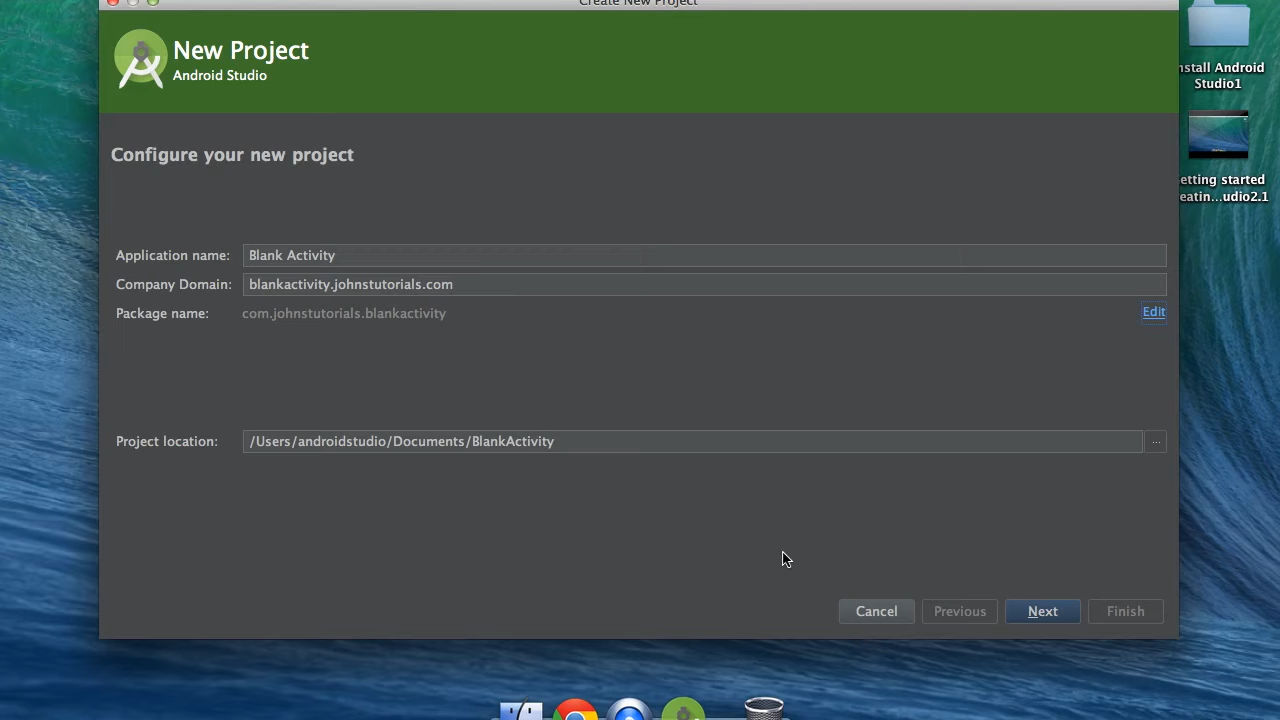 Create New Project
New Project
Android Studio
Configure your new project
Application name: Blank Activity
Company Domain: blankactivity.johnstutorials.com
Package name: com.johnstutorials.blankactivity Edit
Project location: /Users/androidstudio/Documents/BlankActivity ...
Cancel Previous Next Finish
nstall Android
Studio1
etting started
eatin...udio2.1